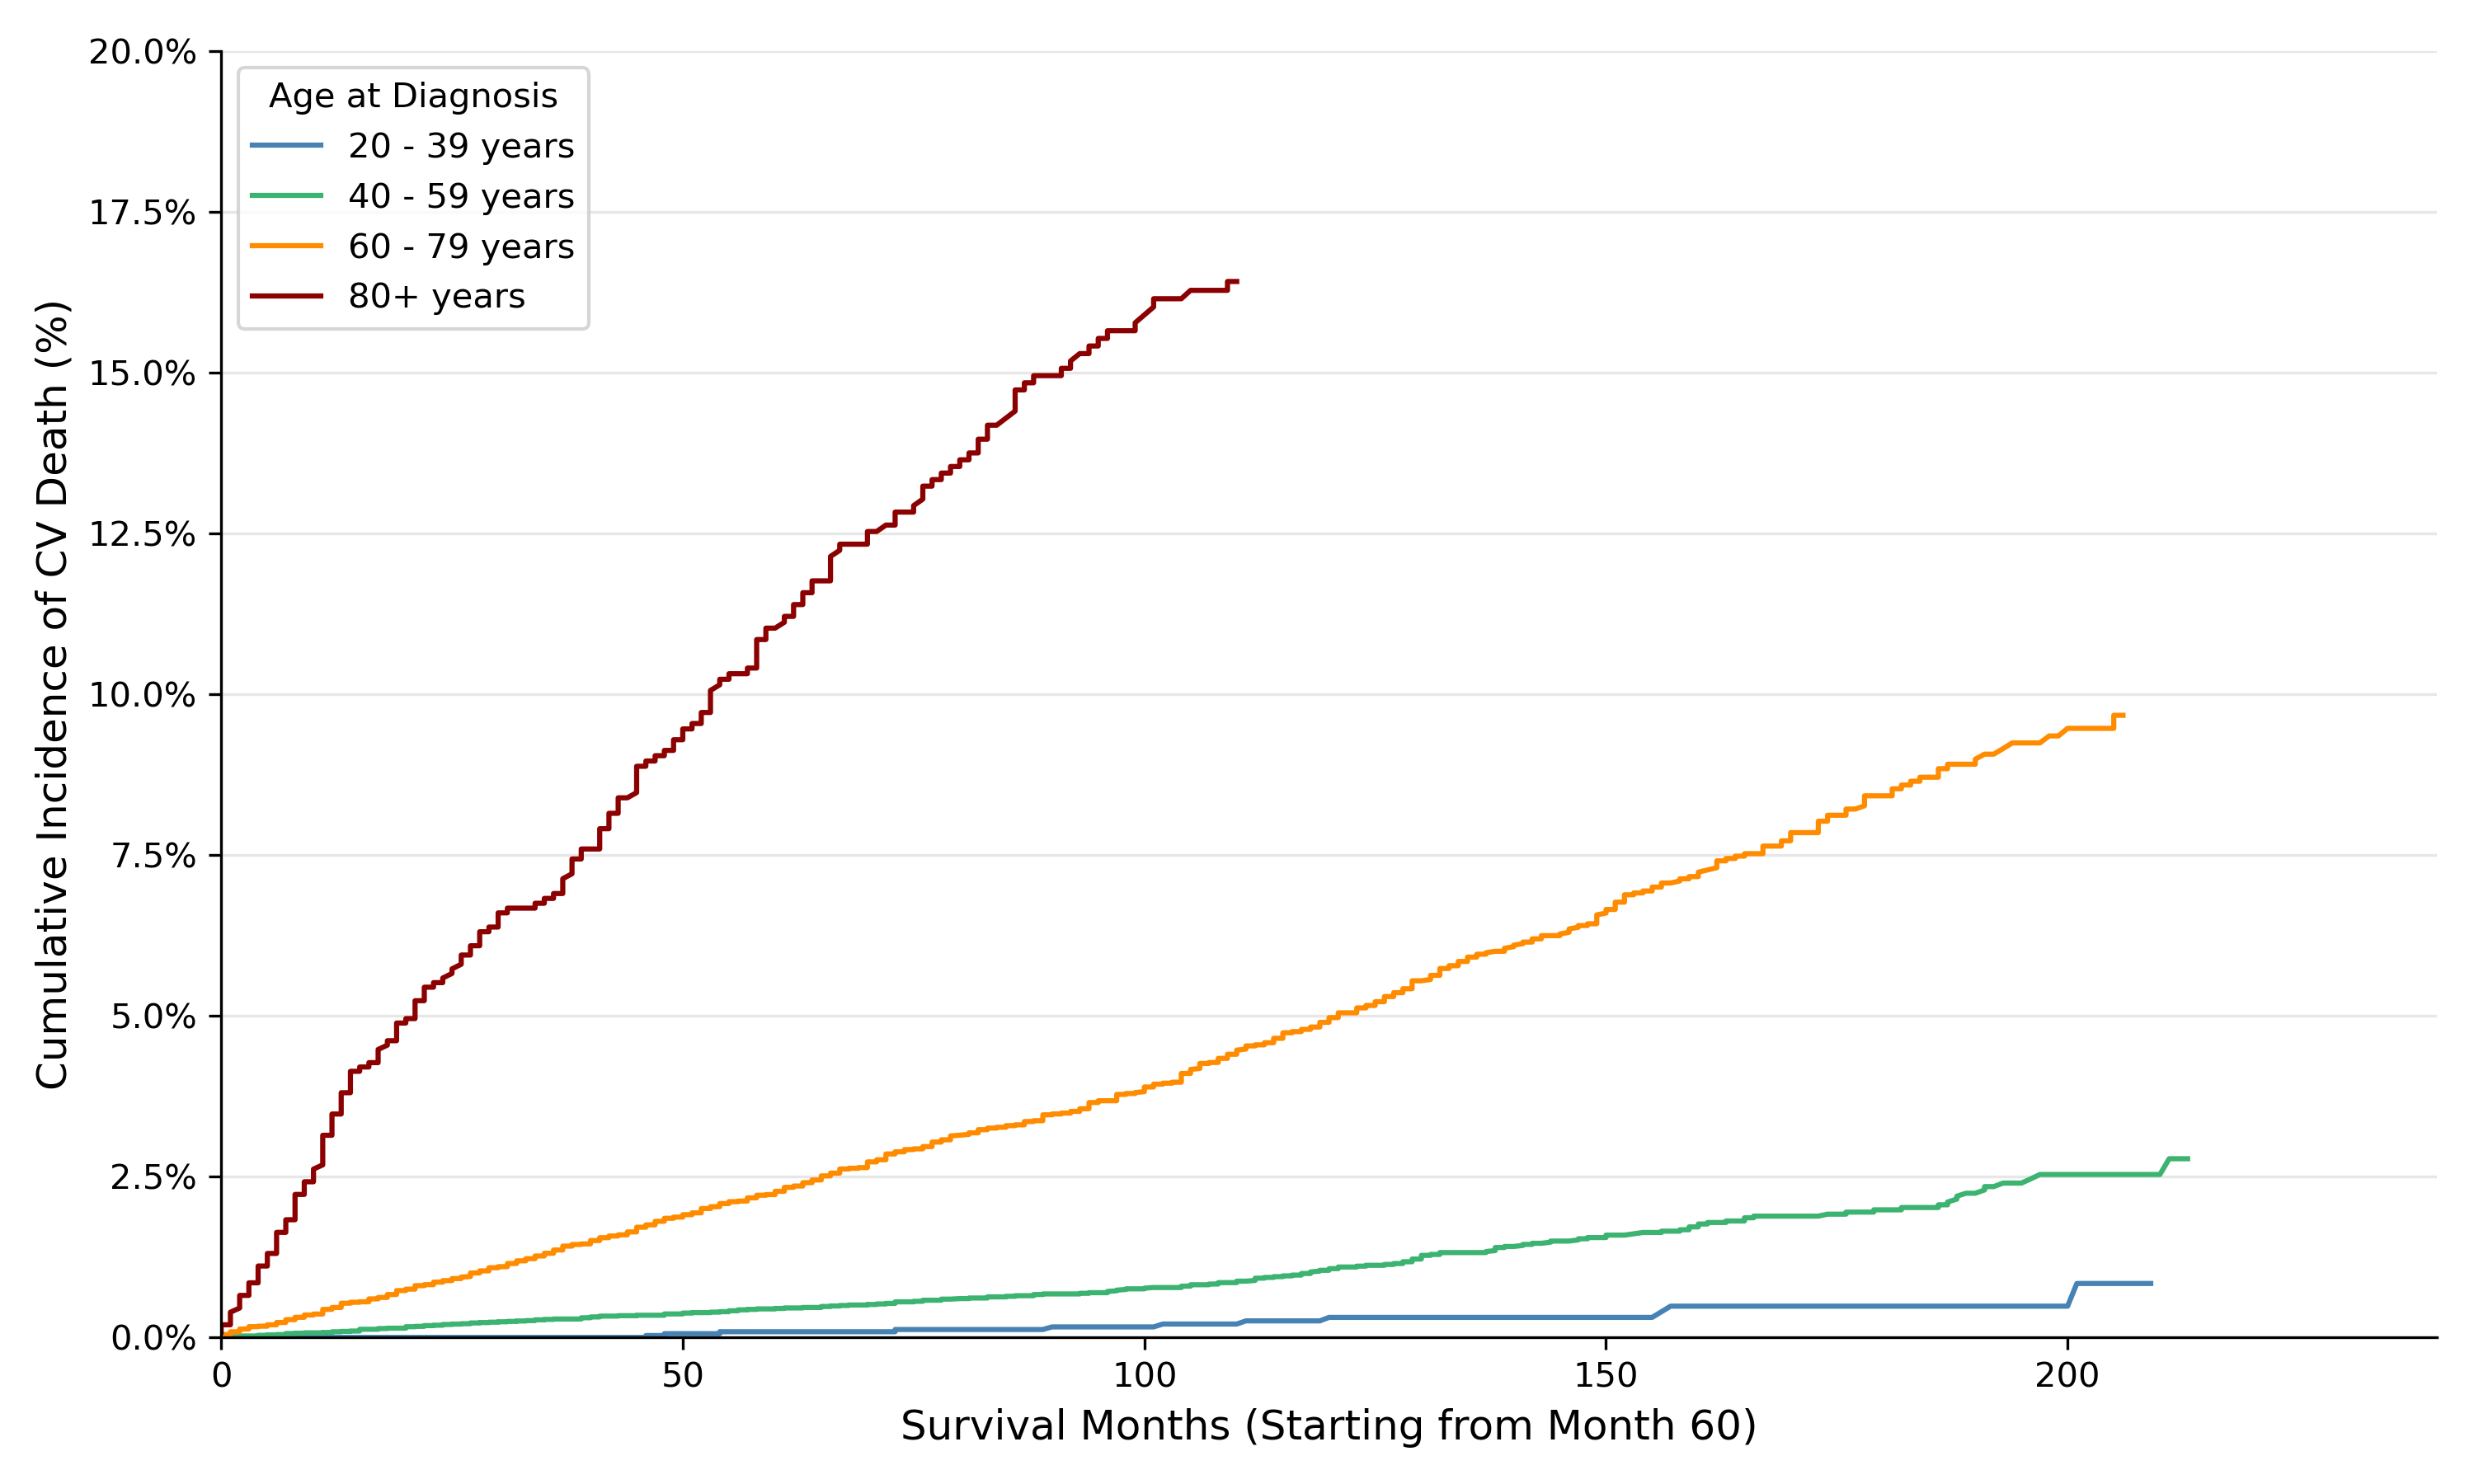 20.0%
17.5%
15.0%
12.5%
10.0%
7.5%
5.0%
2.5%
0.0%
Cumulative Incidence of CV Death (%)
Age at Diagnosis
20 - 39 years
40 - 59 years
60 - 79 years
80+ years
0 50 100 150 200
Survival Months (Starting from Month 60)